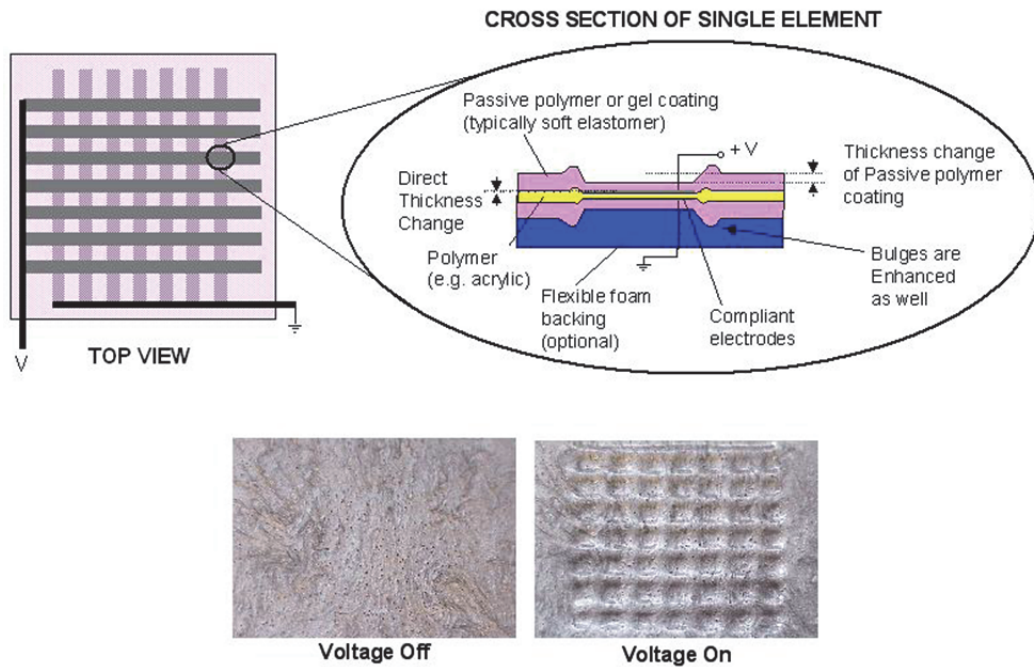 CROSS SECTION OF SINGLE ELEMENT
Passive polymer or gel coating
(typically soft elastomer)
+ V
Direct
Thickness
Change
Thickness change
of Passive polymer
coating
Polymer
(e.g. acrylic)
Flexible foam
backing
(optional)
Compliant
electrodes
Bulges are
Enhanced
as well
V
TOP VIEW
Voltage Off
Voltage On